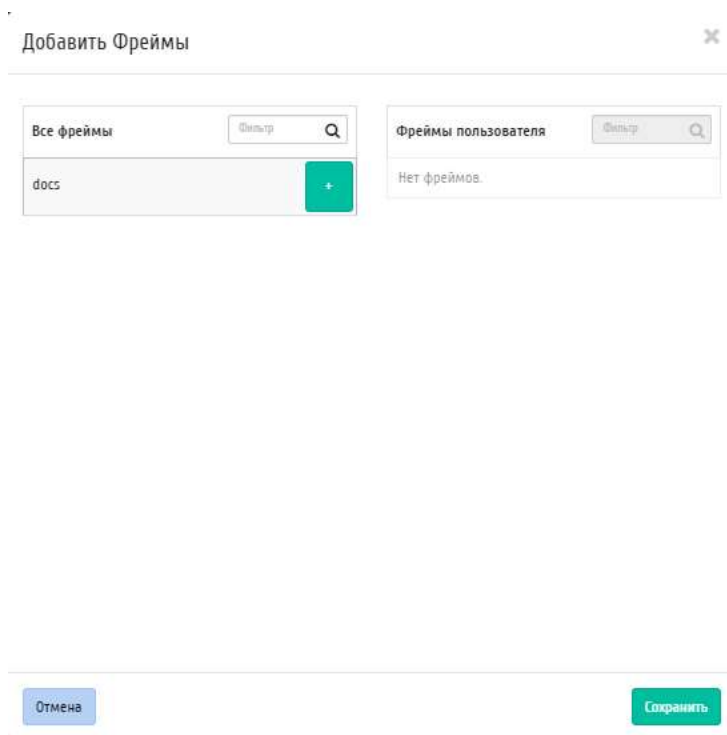 Добавить Фреймы
Все фреймы
Фильтр
Фреймы пользователя
Фильтр
docs
+
Нет фреймов.
Отмена
Сохранить